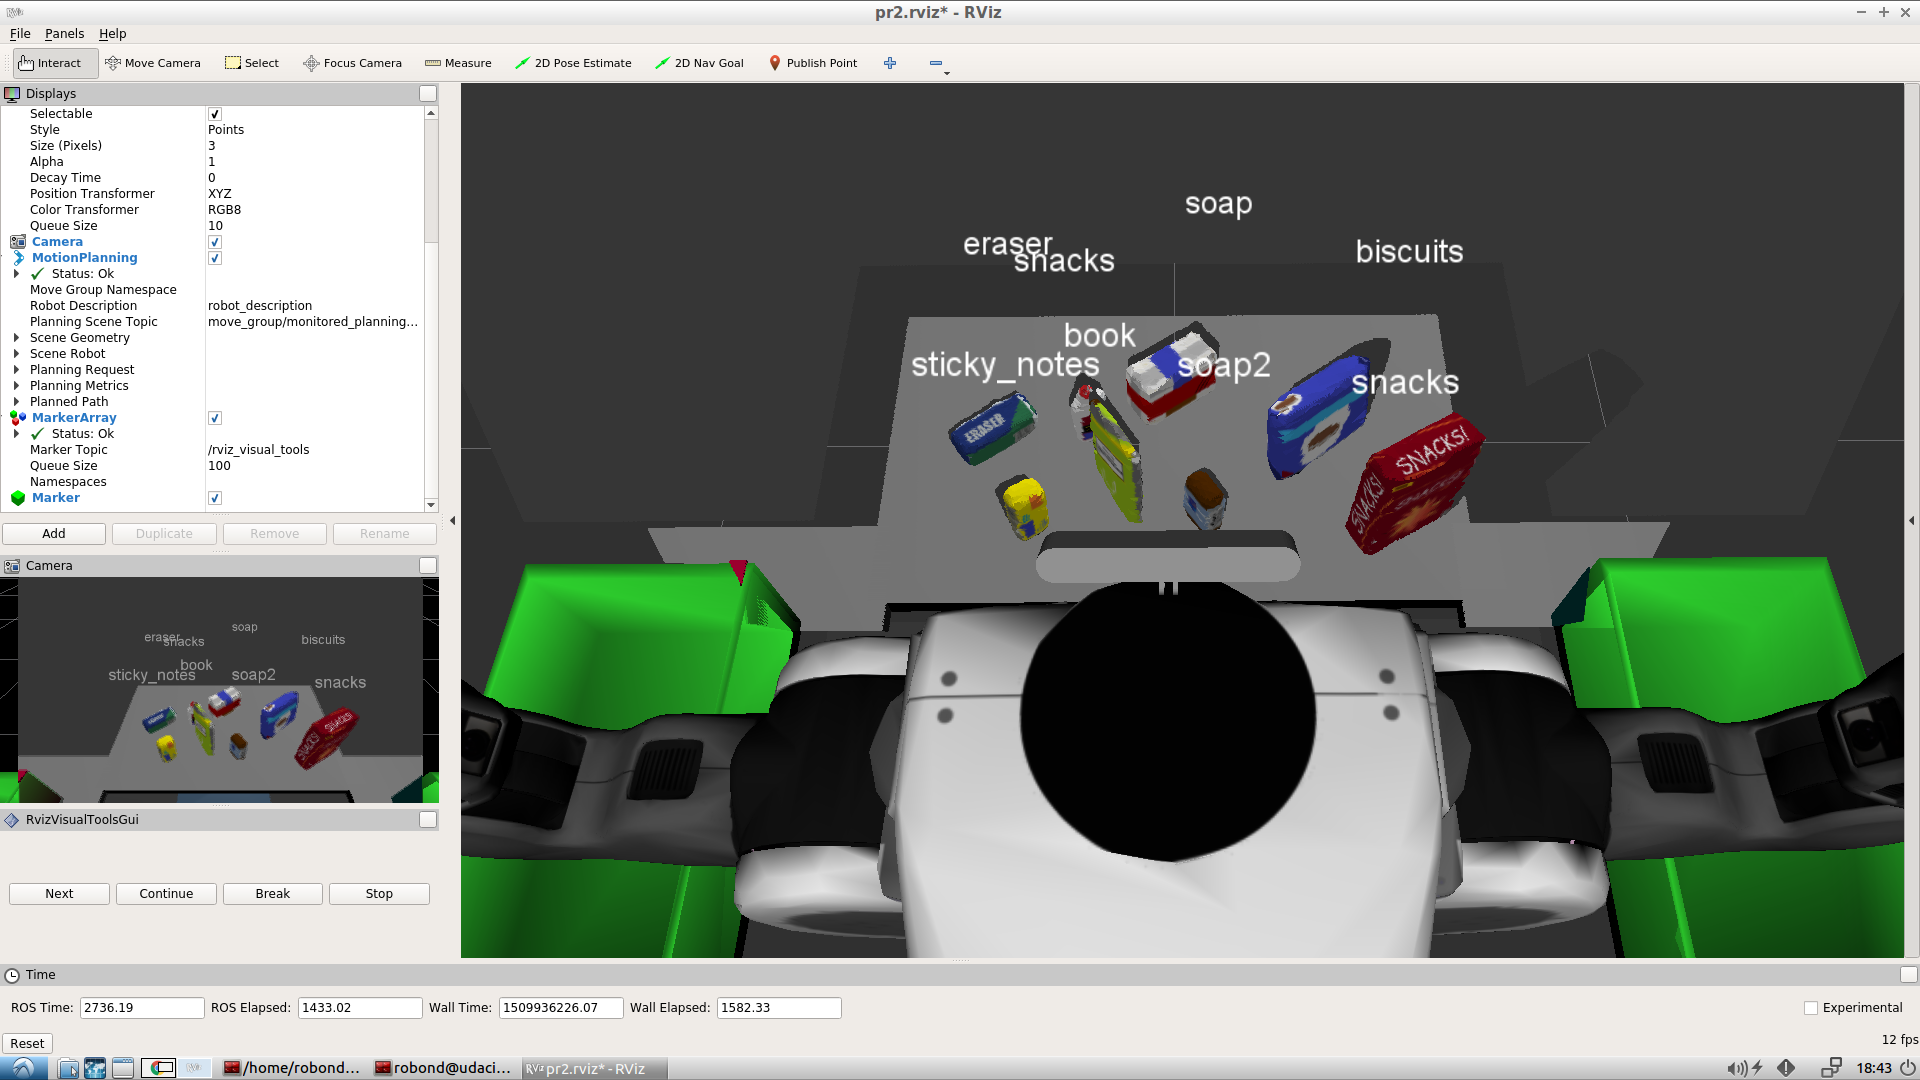 pr2.rviz* - RViz
File Panels Help
Interact Move Camera Select Focus Camera Measure 2D Pose Estimate 2D Nav Goal Publish Point
Displays
Selectable
Style Points
Size (Pixels) 3
Alpha 1
Decay Time 0
Position Transformer XYZ
Color Transformer RGB8
Queue Size 10
Camera
MotionPlanning
Status: Ok
Move Group Namespace
Robot Description robot_description
Planning Scene Topic move_group/monitored_planning...
Scene Geometry
Scene Robot
Planning Request
Planning Metrics
Planned Path
MarkerArray
Status: Ok
Marker Topic /rviz_visual_tools
Queue Size 100
Namespaces
Marker
Add Duplicate Remove Rename
Camera
soap
eraser
snacks
biscuits
book
sticky_notes
soap2
snacks
RvizVisualToolsGui
Next Continue Break Stop
soap
eraser
snacks
biscuits
book
sticky_notes
soap2
snacks
ERASER
SNACKS!
SNACKS!
Time
ROS Time: 2736.19 ROS Elapsed: 1433.02 Wall Time: 1509936226.07 Wall Elapsed: 1582.33 Experimental
Reset 12 fps
/home/robond... robond@udaci... pr2.rviz* - RViz 18:43